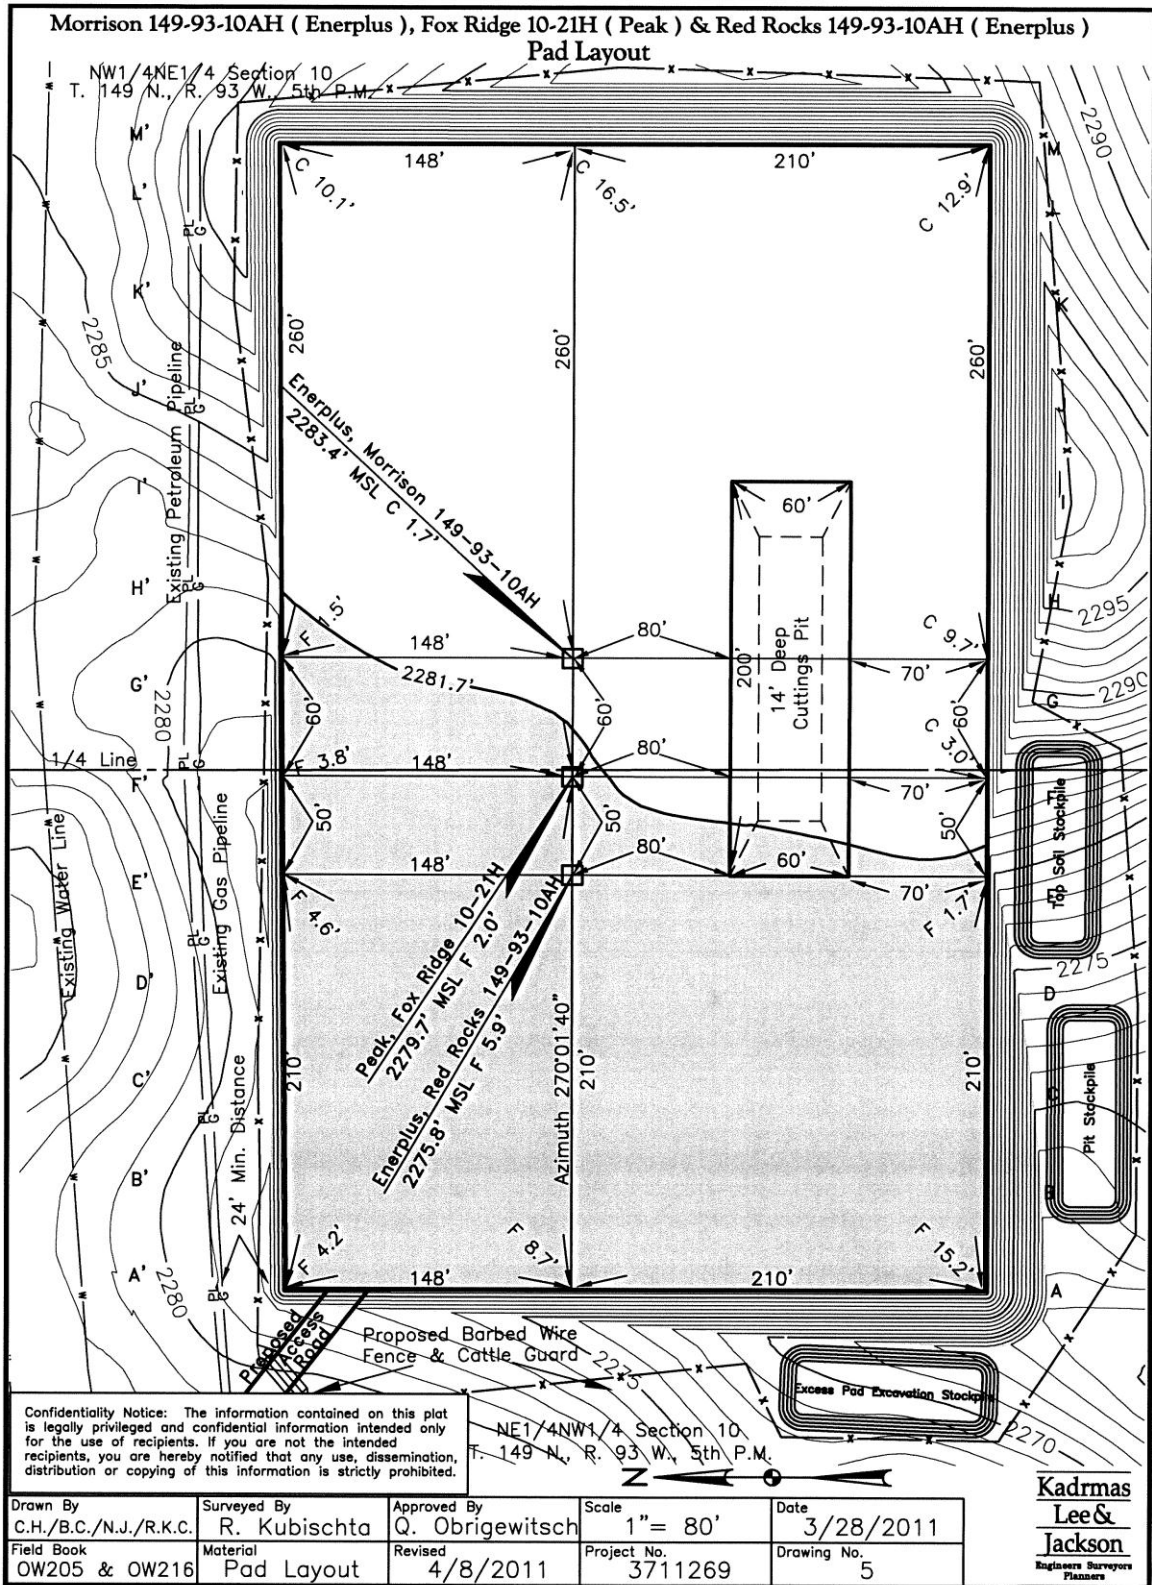 Morrison 149-93-10AH ( Enerplus ), Fox Ridge 10-21H ( Peak ) & Red Rocks 149-93-10AH ( Enerplus )
Pad Layout
NW1/4NE1/4 Section 10
T. 149 N., R. 93 W., 5th P.M.
M'
L'
K'
J'
I'
H'
G'
F'
E'
D'
C'
B'
A'
M
L
K
I
H
G
F
E
D
C
B
A
2290
2285
2295
2290
2280
2275
2280
2275
2270
148'
210'
C 10.1'
C 16.5'
C 12.9'
260'
260'
260'
Existing Petroleum Pipeline
PL
G
PL
G
PL
G
PL
G
PL
G
PL
G
PL
G
Enerplus, Morrison 149-93-10AH
2283.4' MSL C 1.7'
60'
200'
14' Deep
Cuttings Pit
F 1.5'
148'
80'
C 9.7'
70'
2281.7'
60'
60'
60'
1/4 Line
F 3.8'
148'
80'
C 3.0'
70'
50'
50'
50'
148'
80'
60'
70'
F 4.6'
F 1.7'
Top Soil Stockpile
Existing Water Line
Existing Gas Pipeline
Peak, Fox Ridge 10-21H
2279.7' MSL F 2.0'
Enerplus, Red Rocks 149-93-10AH
2275.8' MSL F 5.9'
Azimuth 270°01'40"
210'
210'
210'
24' Min. Distance
Pit Stockpile
F 4.2'
F 8.7'
F 15.2'
148'
210'
Proposed
Access
Road
Proposed Barbed Wire
Fence & Cattle Guard
Excess Pad Excavation Stockpile
NE1/4NW1/4 Section 10
T. 149 N., R. 93 W., 5th P.M.
N
Confidentiality Notice: The information contained on this plat
is legally privileged and confidential information intended only
for the use of recipients. If you are not the intended
recipients, you are hereby notified that any use, dissemination,
distribution or copying of this information is strictly prohibited.
Drawn By
C.H./B.C./N.J./R.K.C.
Surveyed By
R. Kubischta
Approved By
Q. Obrigewitsch
Scale
1"= 80'
Date
3/28/2011
Field Book
OW205 & OW216
Material
Pad Layout
Revised
4/8/2011
Project No.
3711269
Drawing No.
5
Kadrmas
Lee &
Jackson
Engineers Surveyors
Planners